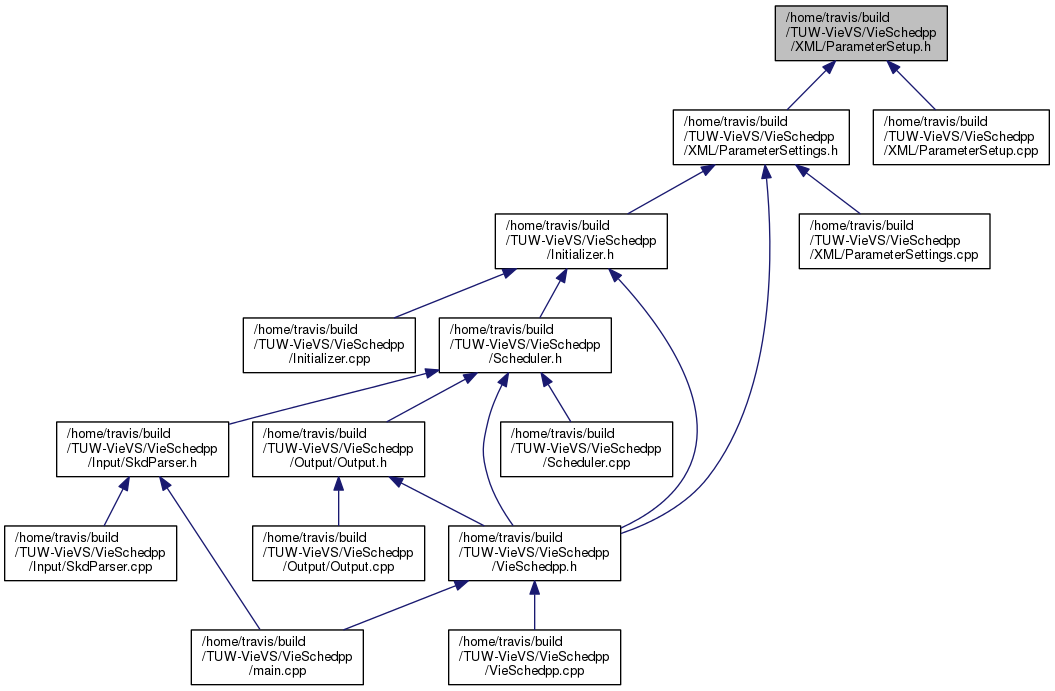 /home/travis/build
/TUW-VieVS/VieSchedpp
/XML/ParameterSetup.h
/home/travis/build
/TUW-VieVS/VieSchedpp
/XML/ParameterSettings.h
/home/travis/build
/TUW-VieVS/VieSchedpp
/XML/ParameterSetup.cpp
/home/travis/build
/TUW-VieVS/VieSchedpp
/Initializer.h
/home/travis/build
/TUW-VieVS/VieSchedpp
/XML/ParameterSettings.cpp
/home/travis/build
/TUW-VieVS/VieSchedpp
/Initializer.cpp
/home/travis/build
/TUW-VieVS/VieSchedpp
/Scheduler.h
/home/travis/build
/TUW-VieVS/VieSchedpp
/Input/SkdParser.h
/home/travis/build
/TUW-VieVS/VieSchedpp
/Output/Output.h
/home/travis/build
/TUW-VieVS/VieSchedpp
/Scheduler.cpp
/home/travis/build
/TUW-VieVS/VieSchedpp
/Input/SkdParser.cpp
/home/travis/build
/TUW-VieVS/VieSchedpp
/Output/Output.cpp
/home/travis/build
/TUW-VieVS/VieSchedpp
/VieSchedpp.h
/home/travis/build
/TUW-VieVS/VieSchedpp
/main.cpp
/home/travis/build
/TUW-VieVS/VieSchedpp
/VieSchedpp.cpp